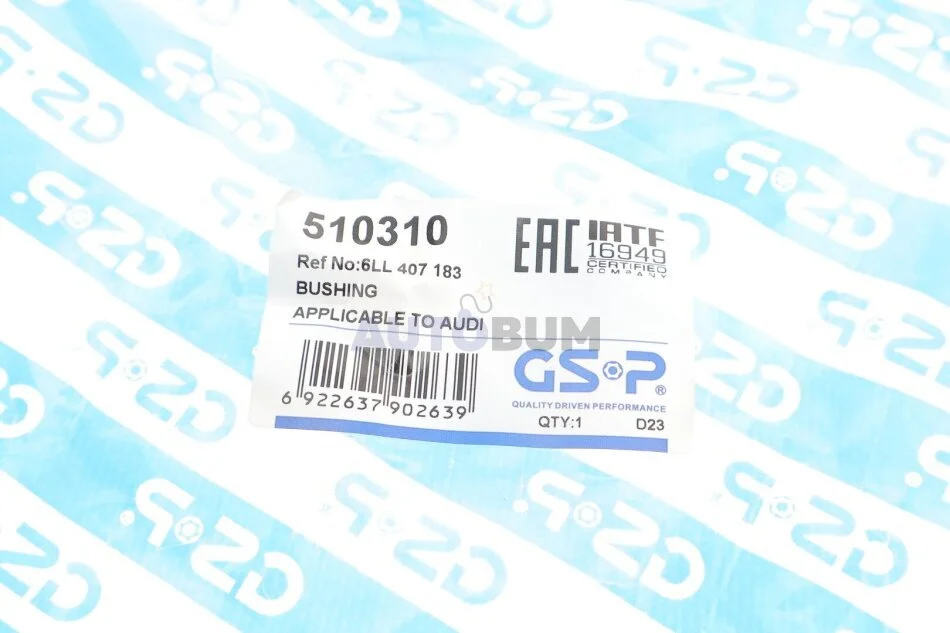 510310
Ref No:6LL 407 183
BUSHING
APPLICABLE TO AUDI
EAC
IATF
16949
CERTIFIED
COMPANY
AUTOBUM
6 922637 902639
GSP®
QUALITY DRIVEN PERFORMANCE
QTY:1 D23